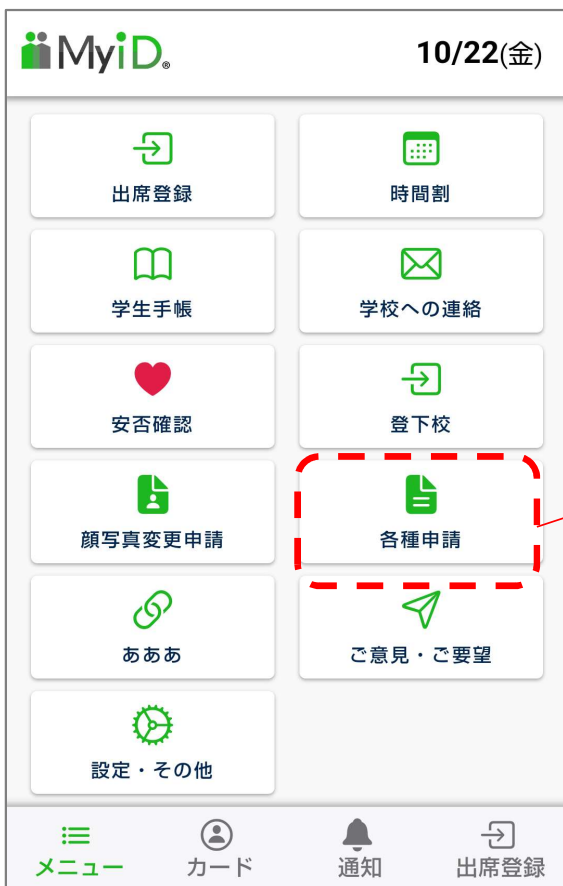 MyiD®
10/22(金)
出席登録
時間割
学生手帳
学校への連絡
安否確認
登下校
顔写真変更申請
各種申請
あああ
ご意見・ご要望
設定・その他
メニュー
カード
通知
出席登録